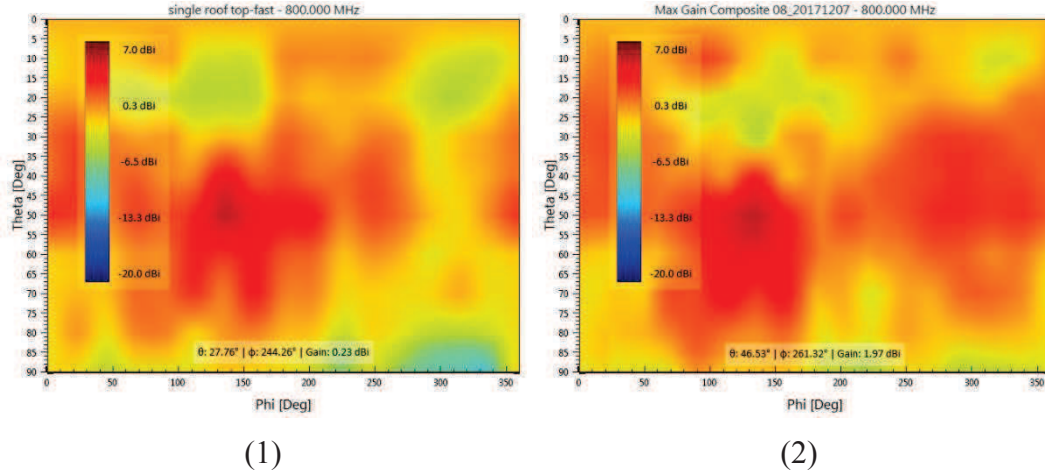 single roof top-fast - 800.000 MHz
0
5
10
15
20
25
30
35
40
45
50
55
60
65
70
75
80
85
90
Theta [Deg]
7.0 dBi
0.3 dBi
-6.5 dBi
-13.3 dBi
-20.0 dBi
θ: 27.76° | φ: 244.26° | Gain: 0.23 dBi
0 50 100 150 200 250 300 350
Phi [Deg]
(1)
Max Gain Composite 08_20171207 - 800.000 MHz
0
5
10
15
20
25
30
35
40
45
50
55
60
65
70
75
80
85
90
Theta [Deg]
7.0 dBi
0.3 dBi
-6.5 dBi
-13.3 dBi
-20.0 dBi
θ: 46.53° | φ: 261.32° | Gain: 1.97 dBi
0 50 100 150 200 250 300 350
Phi [Deg]
(2)